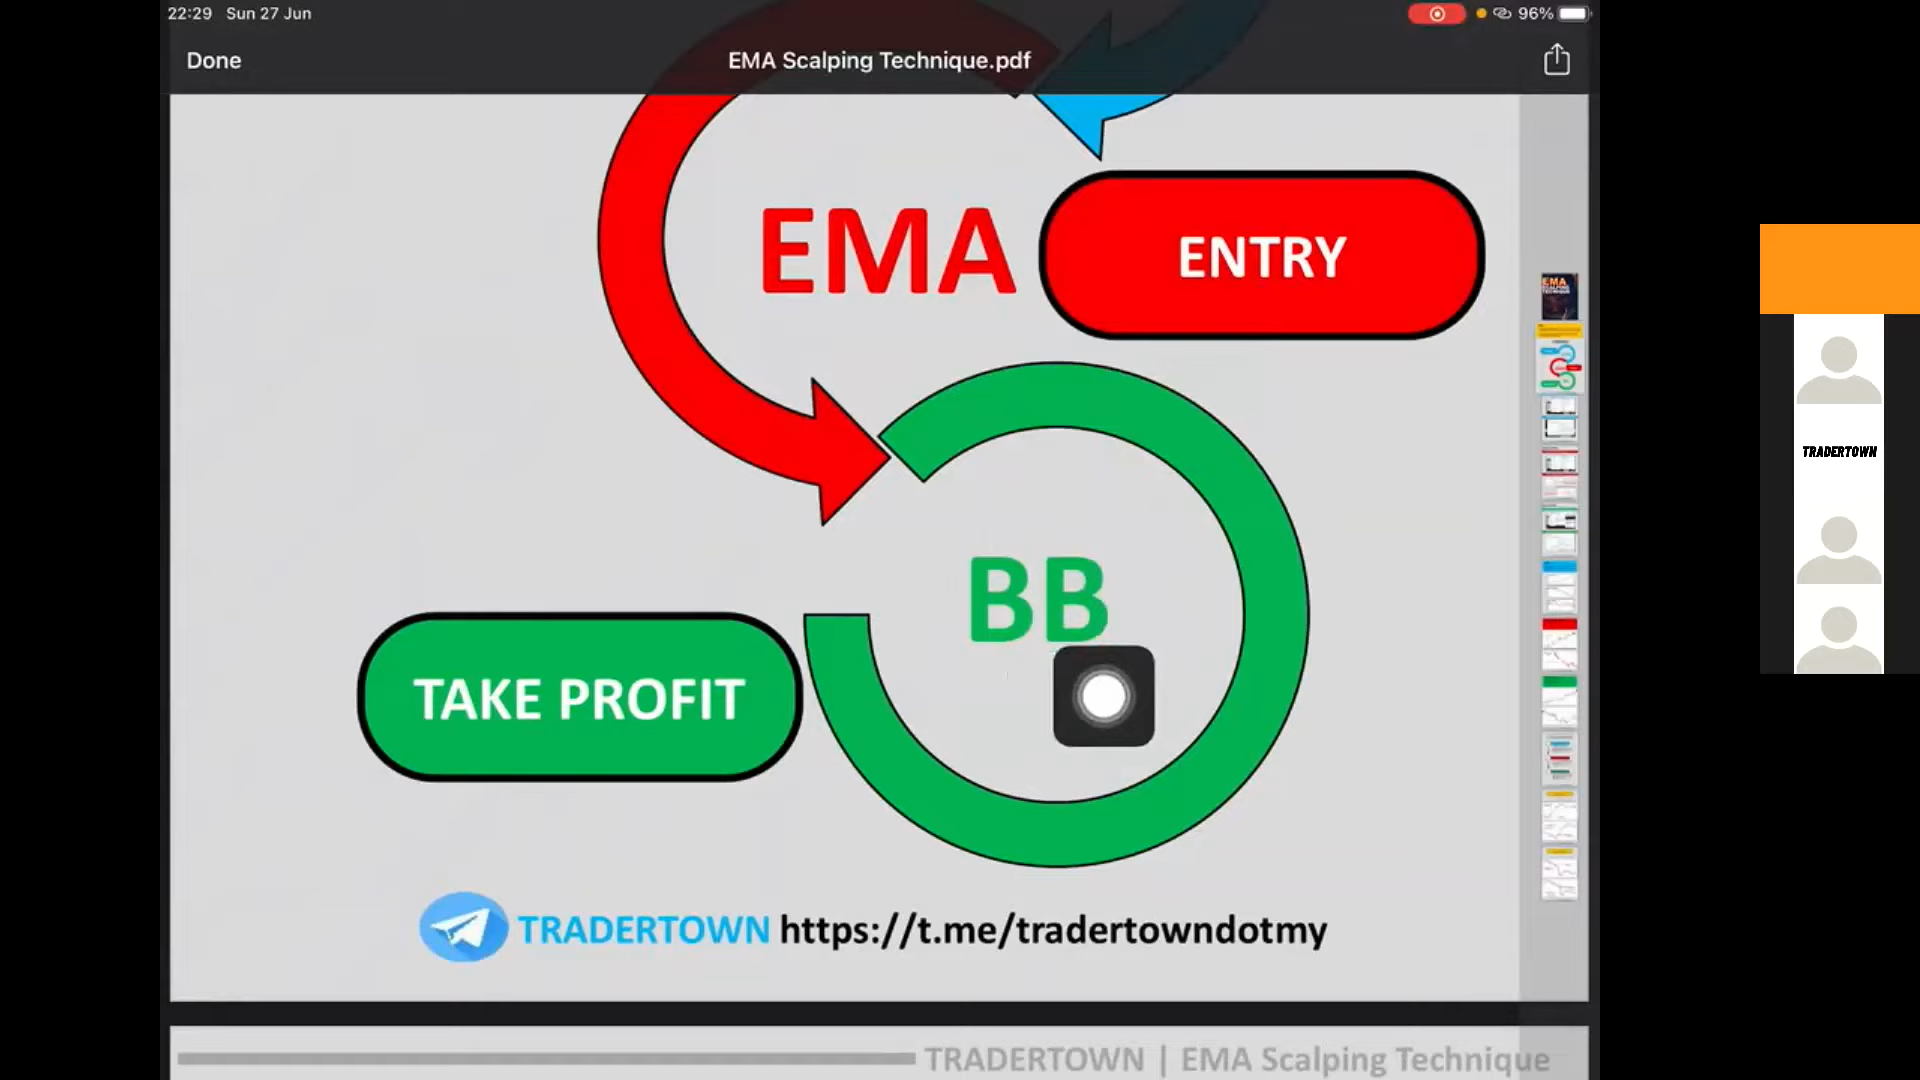 22:29 Sun 27 Jun
96%
Done
EMA Scalping Technique.pdf
EMA
ENTRY
BB
TAKE PROFIT
TRADERTOWN https://t.me/tradertowndotmy
TRADERTOWN | EMA Scalping Technique
TRADERTOWN